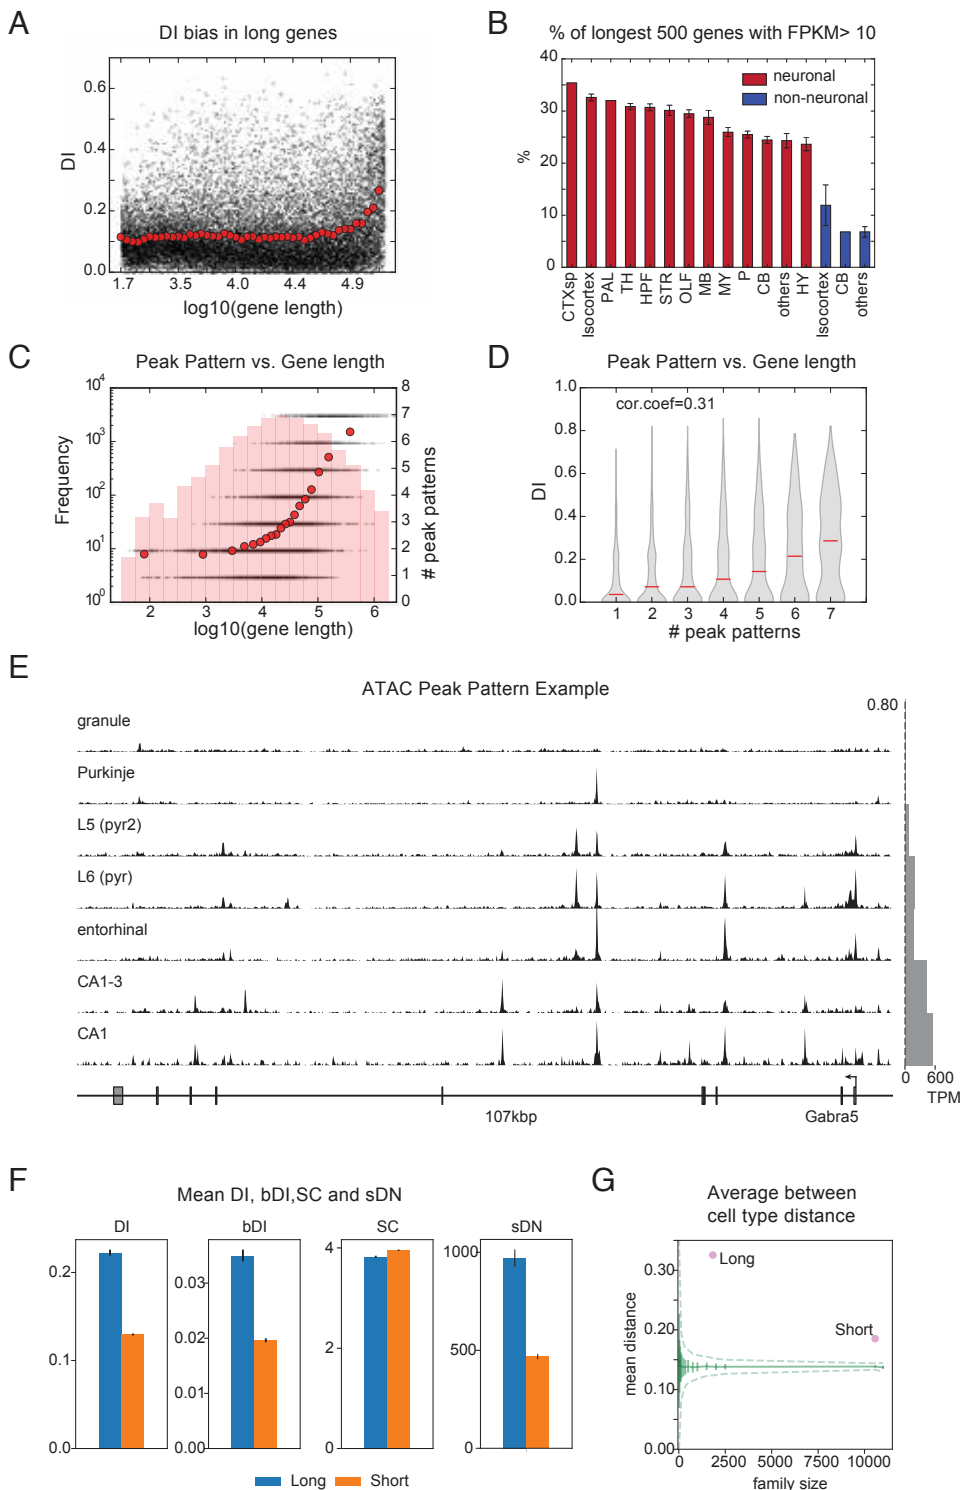 A
DI bias in long genes
DI
0.6
0.4
0.2
0.0
1.7 3.5 4.0 4.4 4.9
log10(gene length)
B
% of longest 500 genes with FPKM> 10
neuronal
non-neuronal
%
40
30
20
10
0
CTXsp
Isocortex
PAL
TH
HPF
STR
OLF
MB
MY
P
CB
others
HY
Isocortex
CB
others
C
Peak Pattern vs. Gene length
Frequency
10⁴
10³
10²
10¹
10⁰
8
7
6
5
4
3
2
1
0
# peak patterns
2 3 4 5 6
log10(gene length)
D
Peak Pattern vs. Gene length
cor.coef=0.31
DI
1.0
0.8
0.6
0.4
0.2
0.0
1 2 3 4 5 6 7
# peak patterns
E
ATAC Peak Pattern Example
0.80
granule
Purkinje
L5 (pyr2)
L6 (pyr)
entorhinal
CA1-3
CA1
0 600
TPM
107kbp
Gabra5
F
Mean DI, bDI,SC and sDN
DI
0.2
0.1
0.0
bDI
0.03
0.02
0.01
0.00
SC
4
2
0
sDN
1000
500
0
Long Short
G
Average between
cell type distance
mean distance
0.30
0.20
0.10
0.00
Long
Short
0 2500 5000 7500 10000
family size